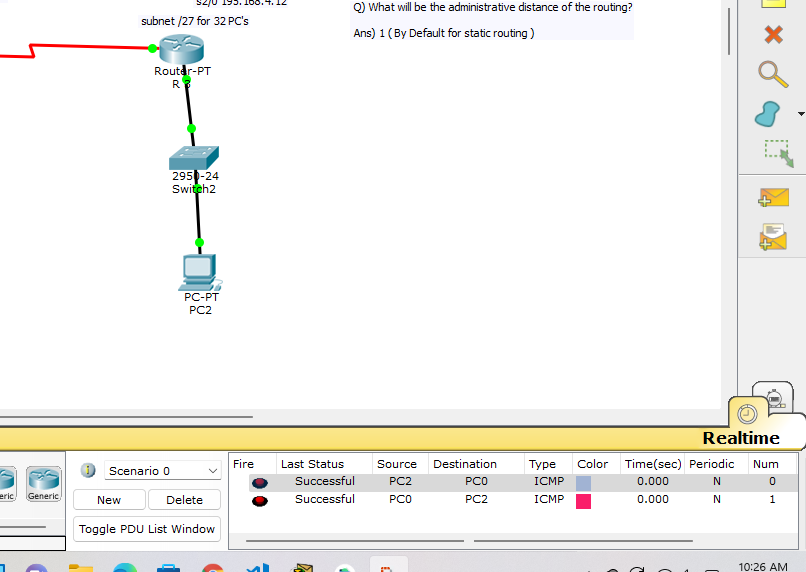 s2/0 195.168.4.12
Q) What will be the administrative distance of the routing?
subnet /27 for 32 PC's
Ans) 1 ( By Default for static routing )
Router-PT
R 3
2950-24
Switch2
PC-PT
PC2
Realtime
Scenario 0
New
Delete
Toggle PDU List Window
Generic
Fire Last Status Source Destination Type Color Time(sec) Periodic Num
Successful PC2 PC0 ICMP 0.000 N 0
Successful PC0 PC2 ICMP 0.000 N 1
10:26 AM